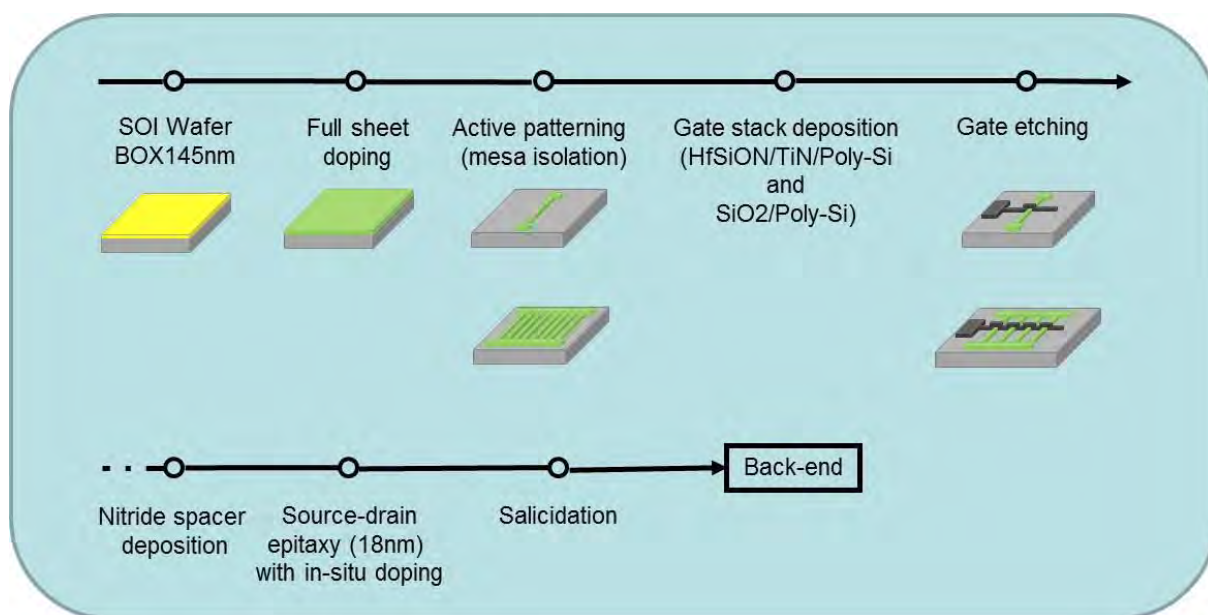 SOI Wafer
BOX145nm
Full sheet
doping
Active patterning
(mesa isolation)
Gate stack deposition
(HfSiON/TiN/Poly-Si
and
SiO2/Poly-Si)
Gate etching
Nitride spacer
deposition
Source-drain
epitaxy (18nm)
with in-situ doping
Salicidation
Back-end